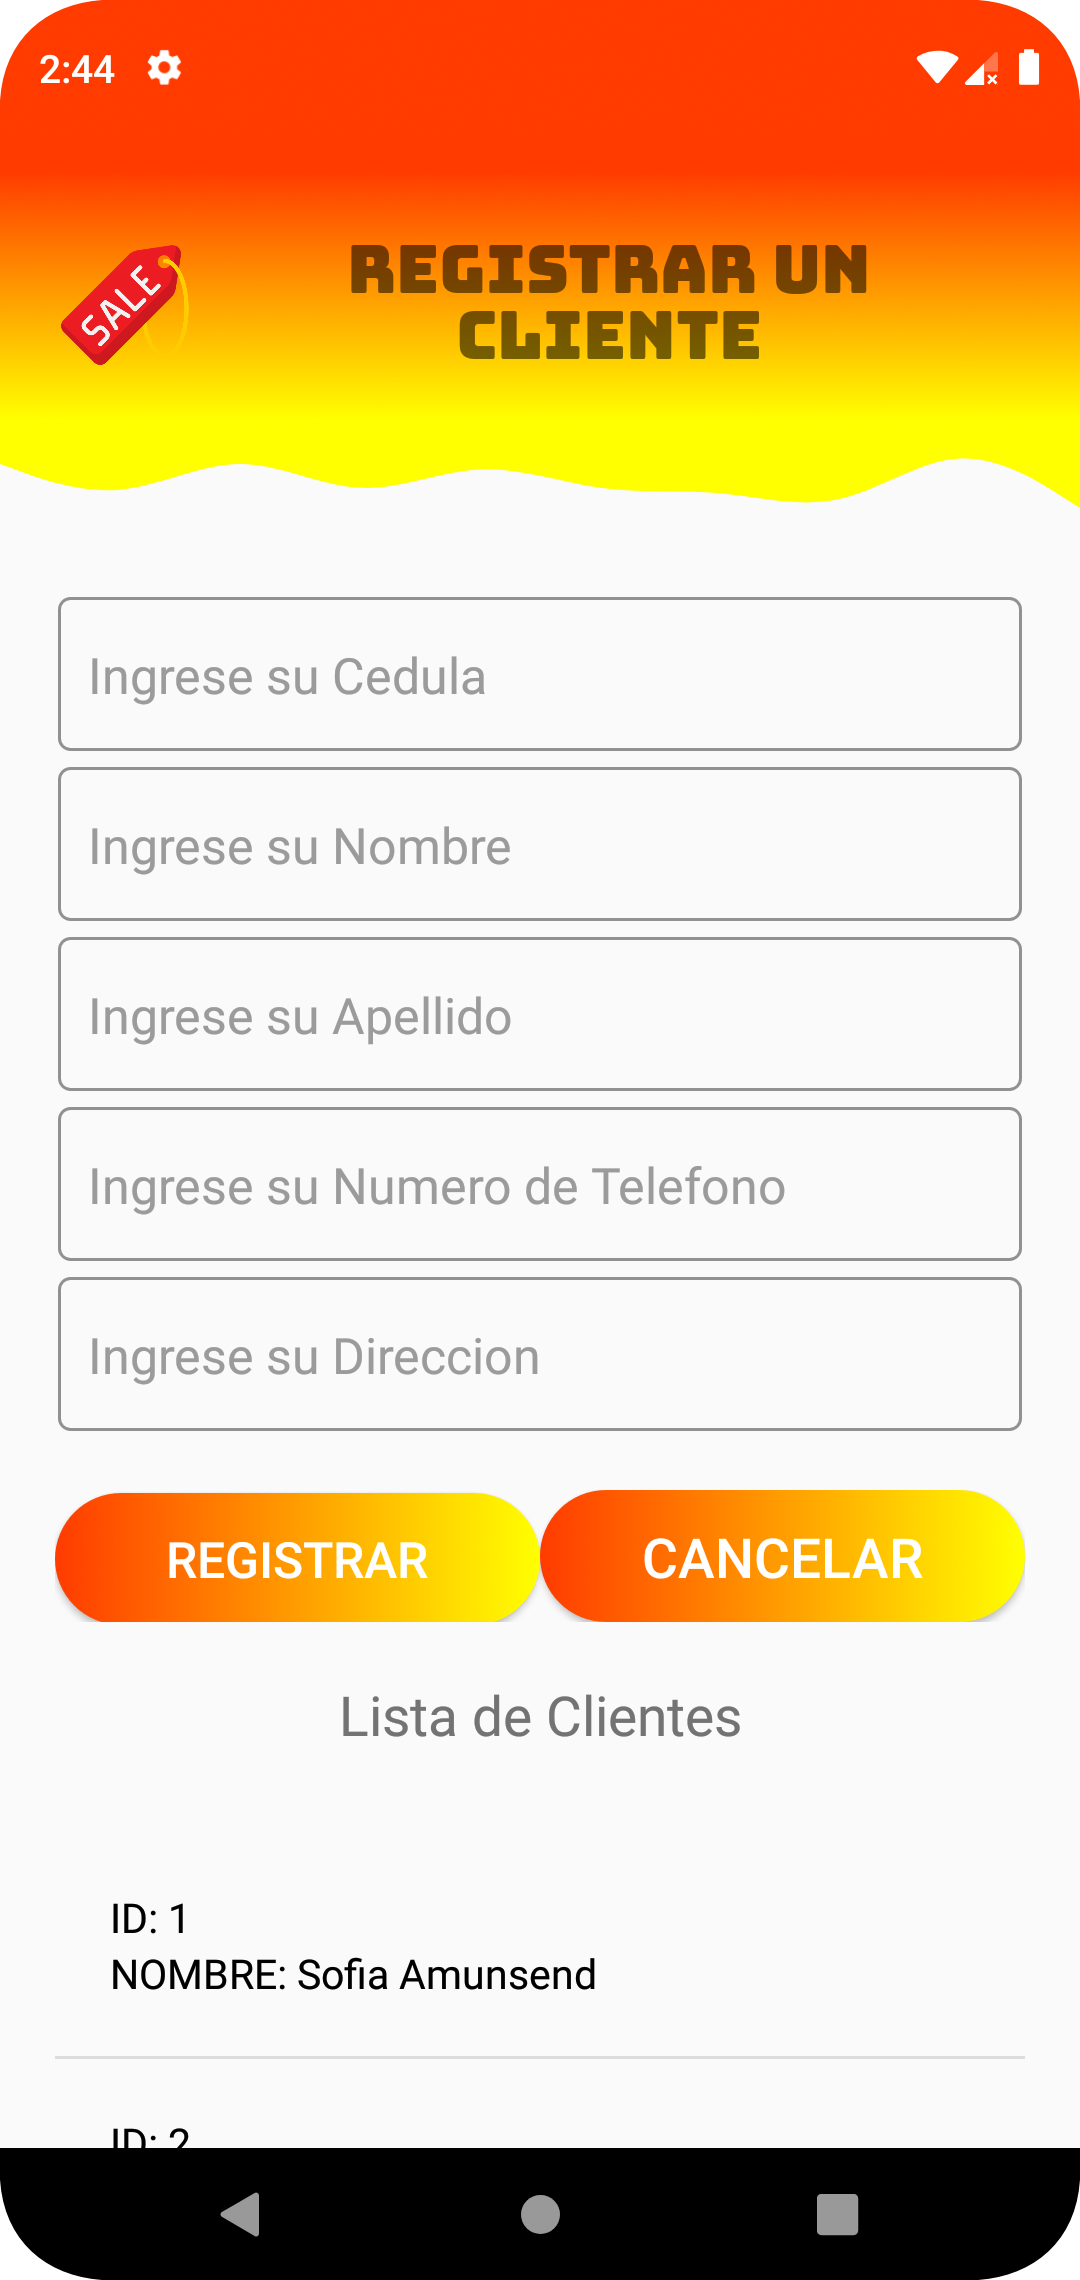 2:44
SALE
REGISTRAR UN
CLIENTE
Ingrese su Cedula
Ingrese su Nombre
Ingrese su Apellido
Ingrese su Numero de Telefono
Ingrese su Direccion
REGISTRAR
CANCELAR
Lista de Clientes
ID: 1
NOMBRE: Sofia Amunsend
ID: 2